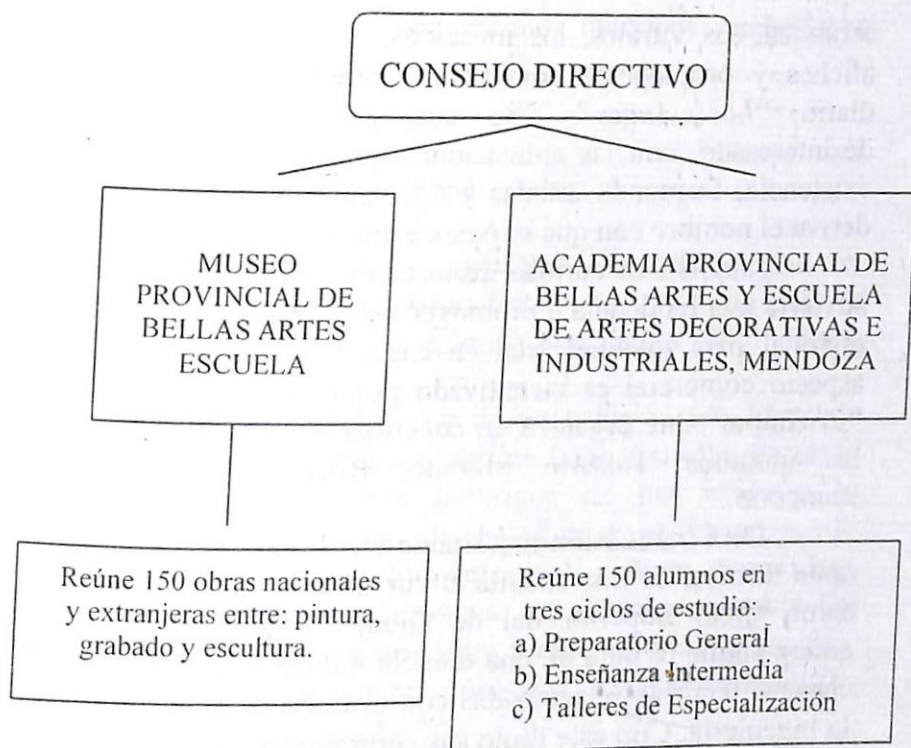 CONSEJO DIRECTIVO
MUSEO
PROVINCIAL DE
BELLAS ARTES
ESCUELA
ACADEMIA PROVINCIAL DE
BELLAS ARTES Y ESCUELA
DE ARTES DECORATIVAS E
INDUSTRIALES, MENDOZA
Reúne 150 obras nacionales
y extranjeras entre: pintura,
grabado y escultura.
Reúne 150 alumnos en
tres ciclos de estudio:
a) Preparatorio General
b) Enseñanza Intermedia
c) Talleres de Especialización